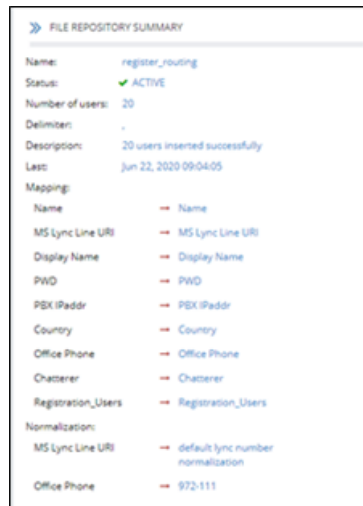 FILE REPOSITORY SUMMARY
Name: register_routing
Status: ACTIVE
Number of users: 20
Delimiter: ,
Description: 20 users inserted successfully
Last: Jun 22, 2020 09:04:05
Mapping:
Name → Name
MS Lync Line URI → MS Lync Line URI
Display Name → Display Name
PWD → PWD
PBX IPaddr → PBX IPaddr
Country → Country
Office Phone → Office Phone
Chatterer → Chatterer
Registration_Users → Registration_Users
Normalization:
MS Lync Line URI → default lync number
normalization
Office Phone → 972-111